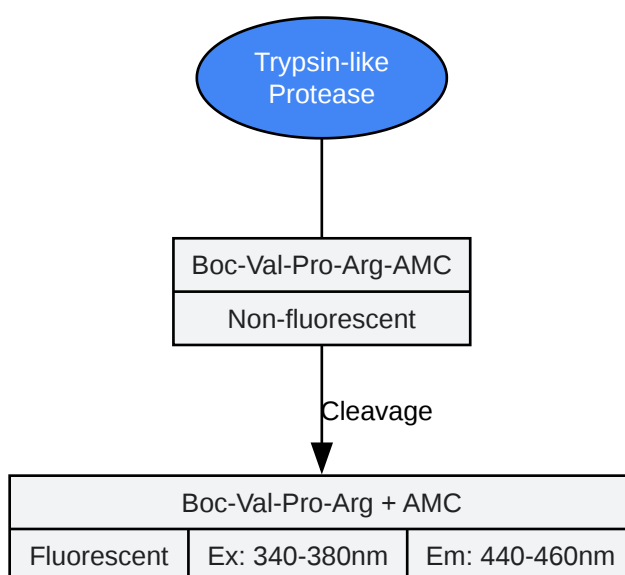 Trypsin-like
Protease
Boc-Val-Pro-Arg-AMC
Non-fluorescent
Cleavage
Boc-Val-Pro-Arg + AMC
Fluorescent
Ex: 340-380nm
Em: 440-460nm